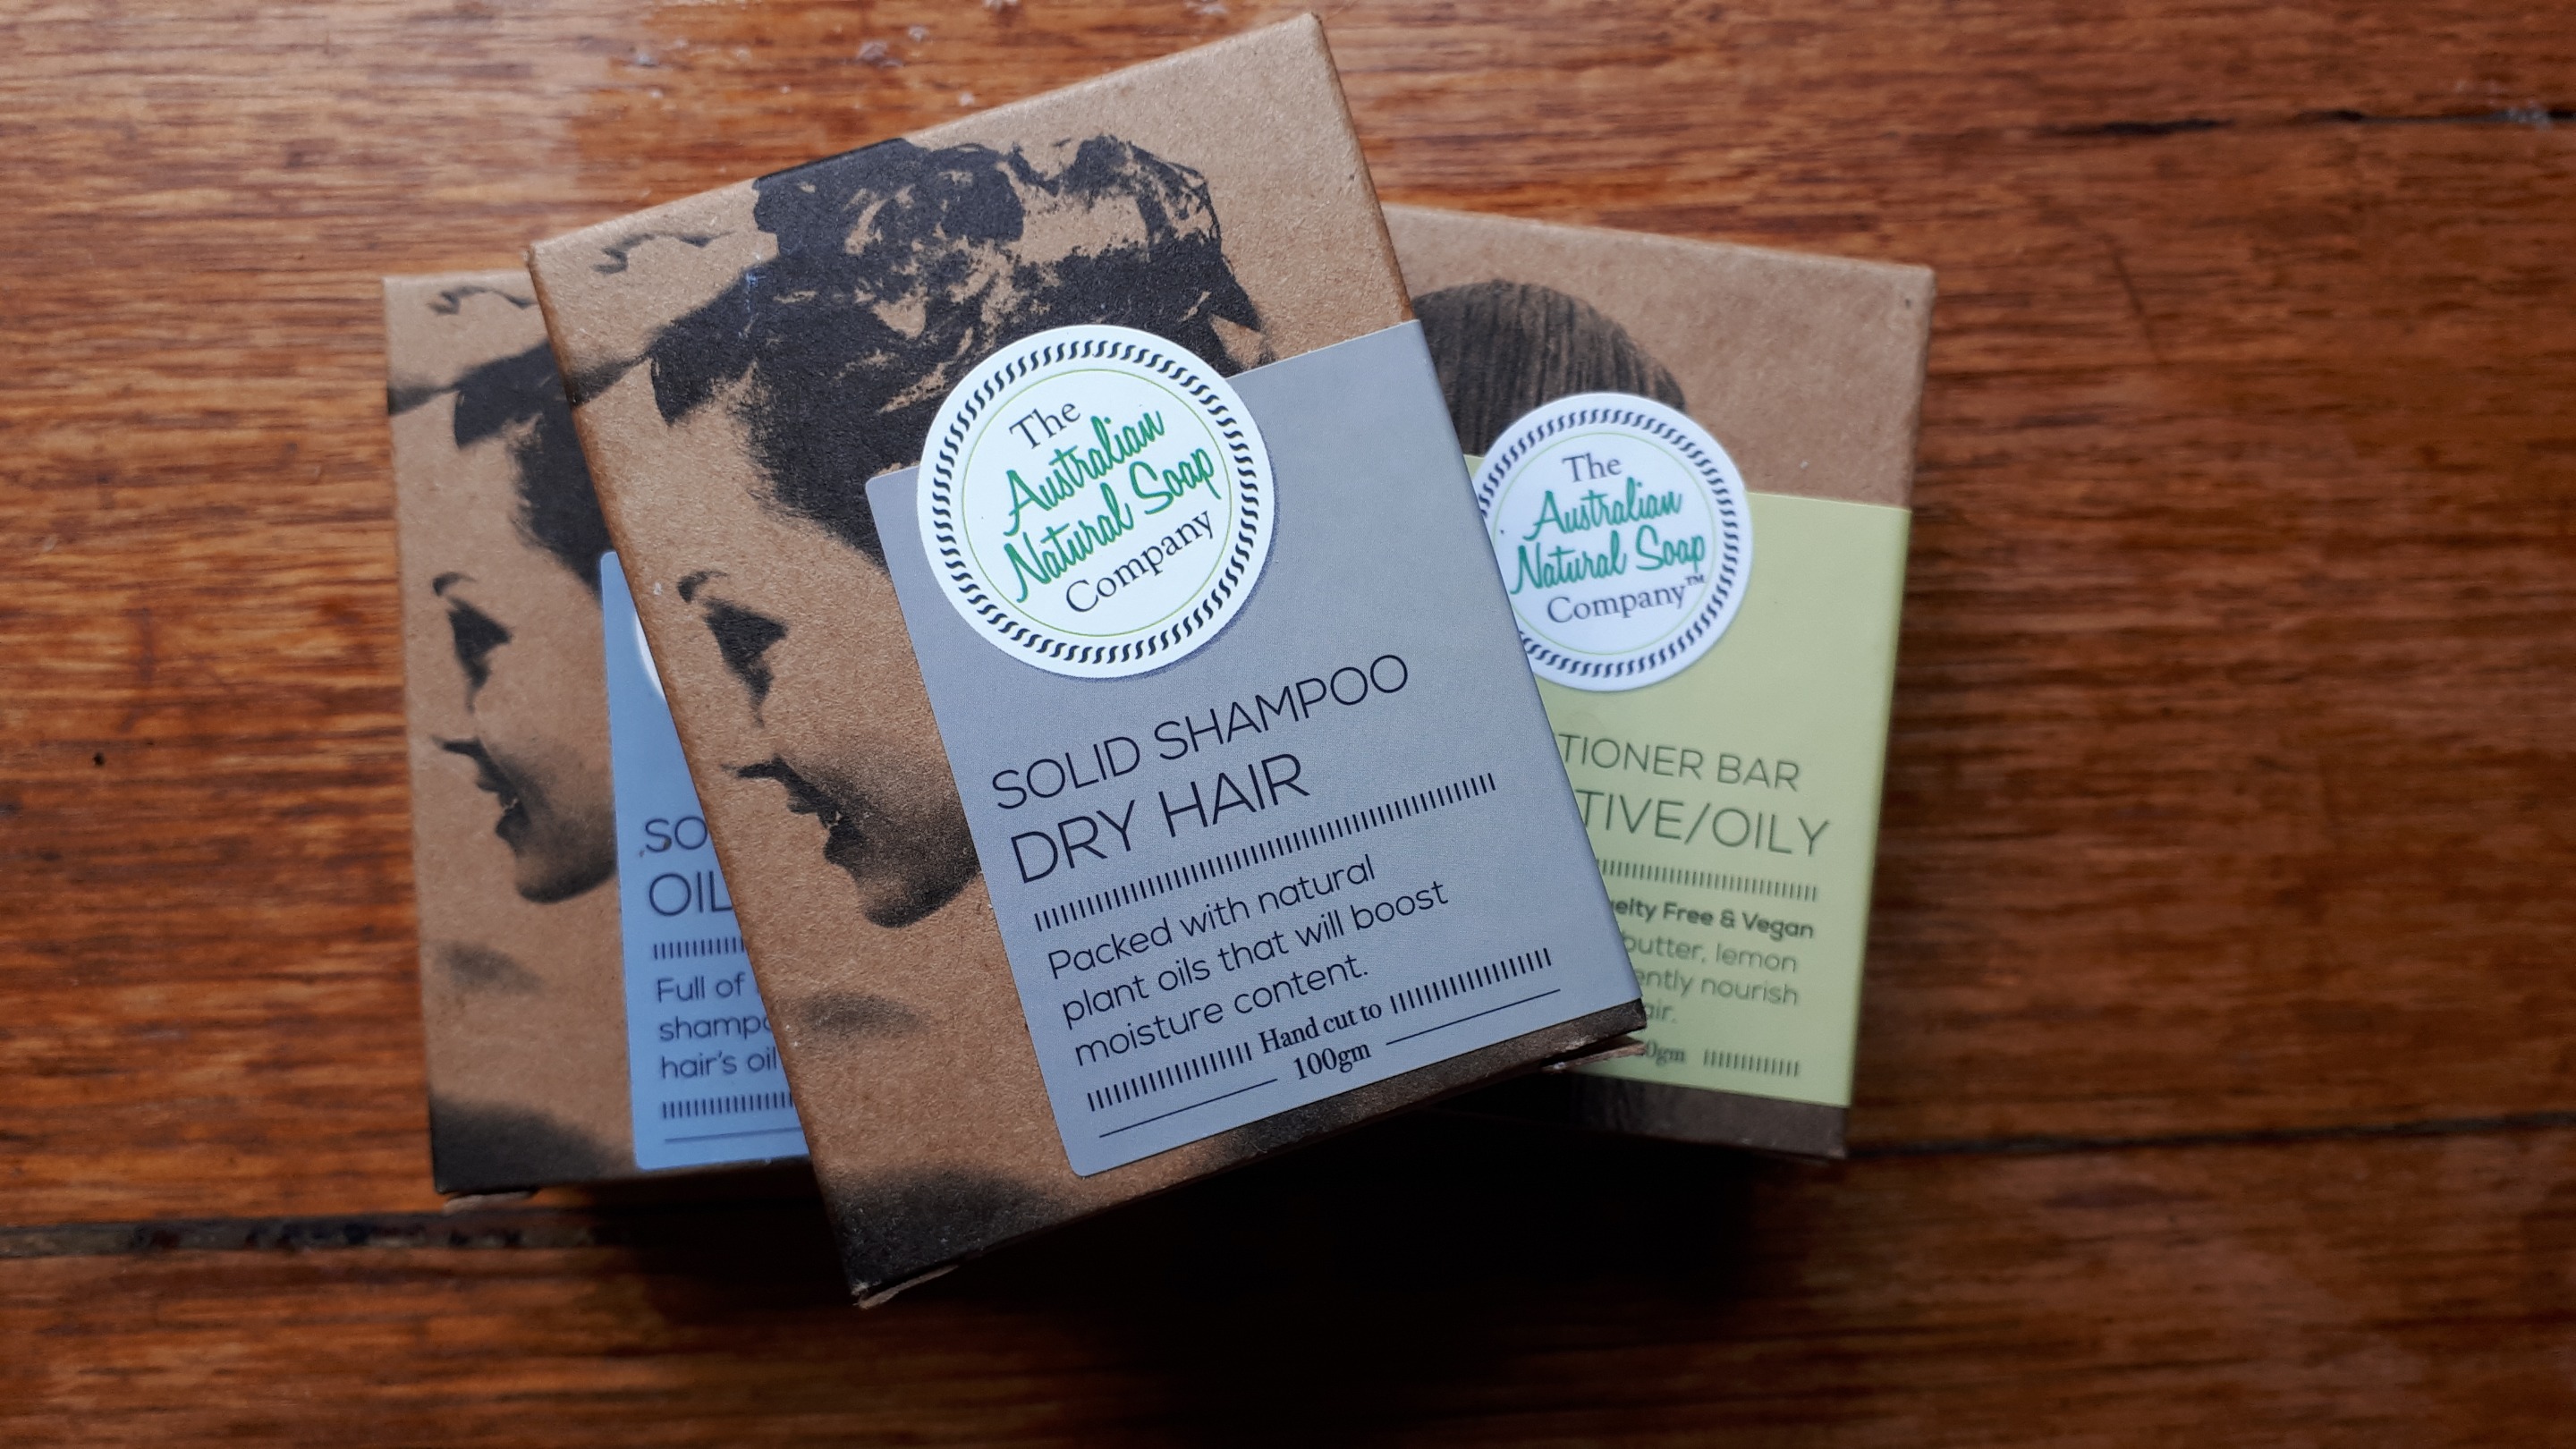 The
Australian
Natural Soap
Company
SOLID SHAMPOO
DRY HAIR
Packed with natural
plant oils that will boost
moisture content.
Hand cut to
100gm
SO
OIL
Full of
shampo
hair's oil
The
Australian
Natural Soap
Company™
TIONER BAR
TIVE/OILY
elty Free & Vegan
butter, lemon
ently nourish
air.
0gm